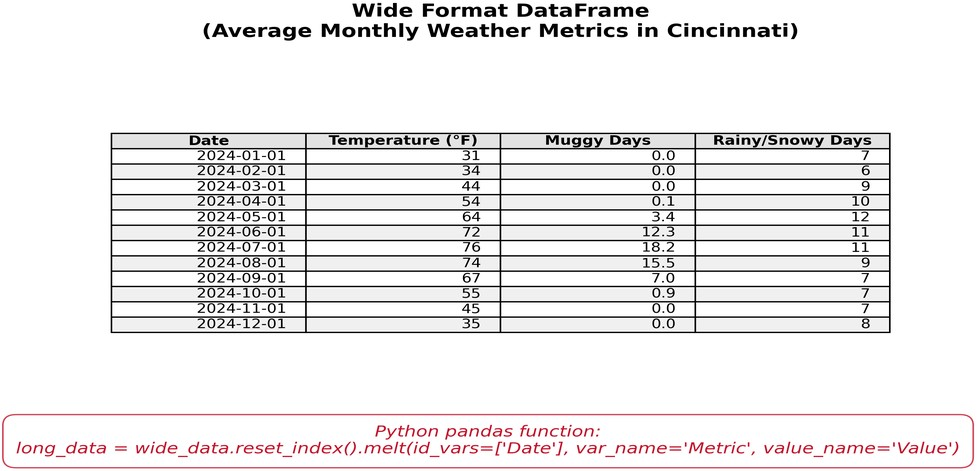 Wide Format DataFrame
(Average Monthly Weather Metrics in Cincinnati)
Date Temperature (°F) Muggy Days Rainy/Snowy Days
2024-01-01 31 0.0 7
2024-02-01 34 0.0 6
2024-03-01 44 0.0 9
2024-04-01 54 0.1 10
2024-05-01 64 3.4 12
2024-06-01 72 12.3 11
2024-07-01 76 18.2 11
2024-08-01 74 15.5 9
2024-09-01 67 7.0 7
2024-10-01 55 0.9 7
2024-11-01 45 0.0 7
2024-12-01 35 0.0 8
Python pandas function:
long_data = wide_data.reset_index().melt(id_vars=['Date'], var_name='Metric', value_name='Value')